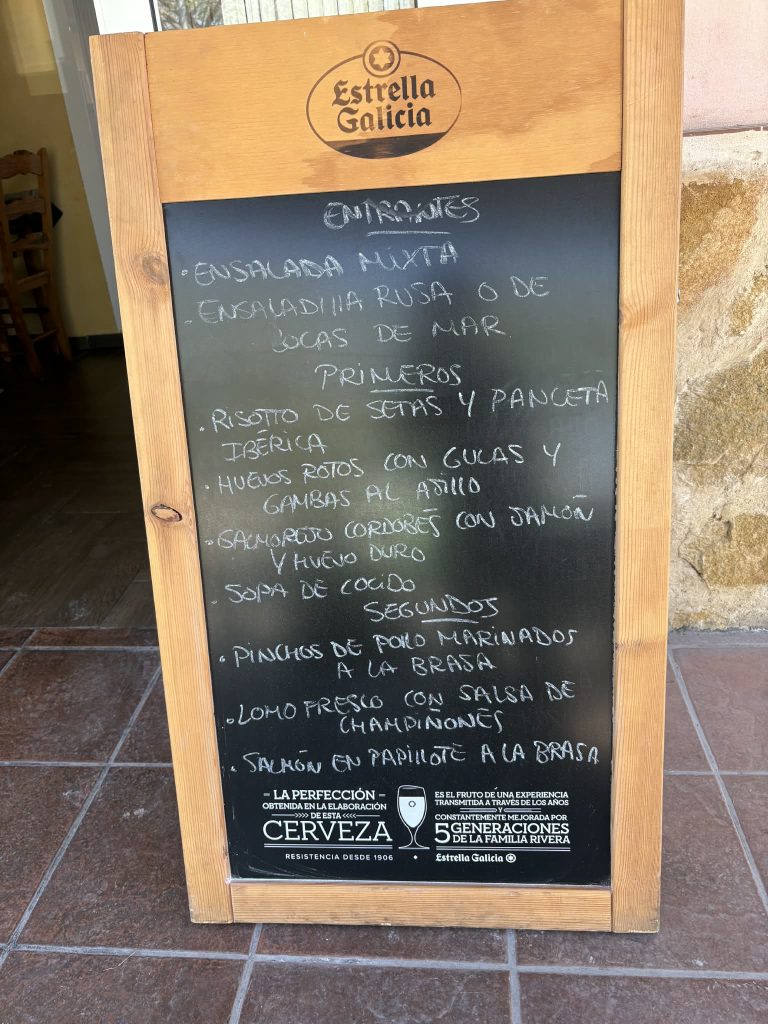 Estrella
Galicia
ENTRANTES
· ENSALADA MIXTA
· ENSALADILLA RUSA O DE
BOCAS DE MAR
PRIMEROS
· RISOTTO DE SETAS Y PANCETA
IBÉRICA
· HUEVOS ROTOS CON GULAS Y
GAMBAS AL AJILLO
· SALMOREJO CORDOBÉS CON JAMÓN
Y HUEVO DURO
· SOPA DE COCIDO
SEGUNDOS
· PINCHOS DE POLLO MARINADOS
A LA BRASA
· LOMO FRESCO CON SALSA DE
CHAMPIÑONES
· SALMÓN EN PAPILLOTE A LA BRASA
LA PERFECCIÓN
OBTENIDA EN LA ELABORACIÓN
DE ESTA
CERVEZA
RESISTENCIA DESDE 1906
ES EL FRUTO DE UNA EXPERIENCIA
TRANSMITIDA A TRAVÉS DE LOS AÑOS
Y
CONSTANTEMENTE MEJORADA POR
5 GENERACIONES
DE LA FAMILIA RIVERA
Estrella Galicia